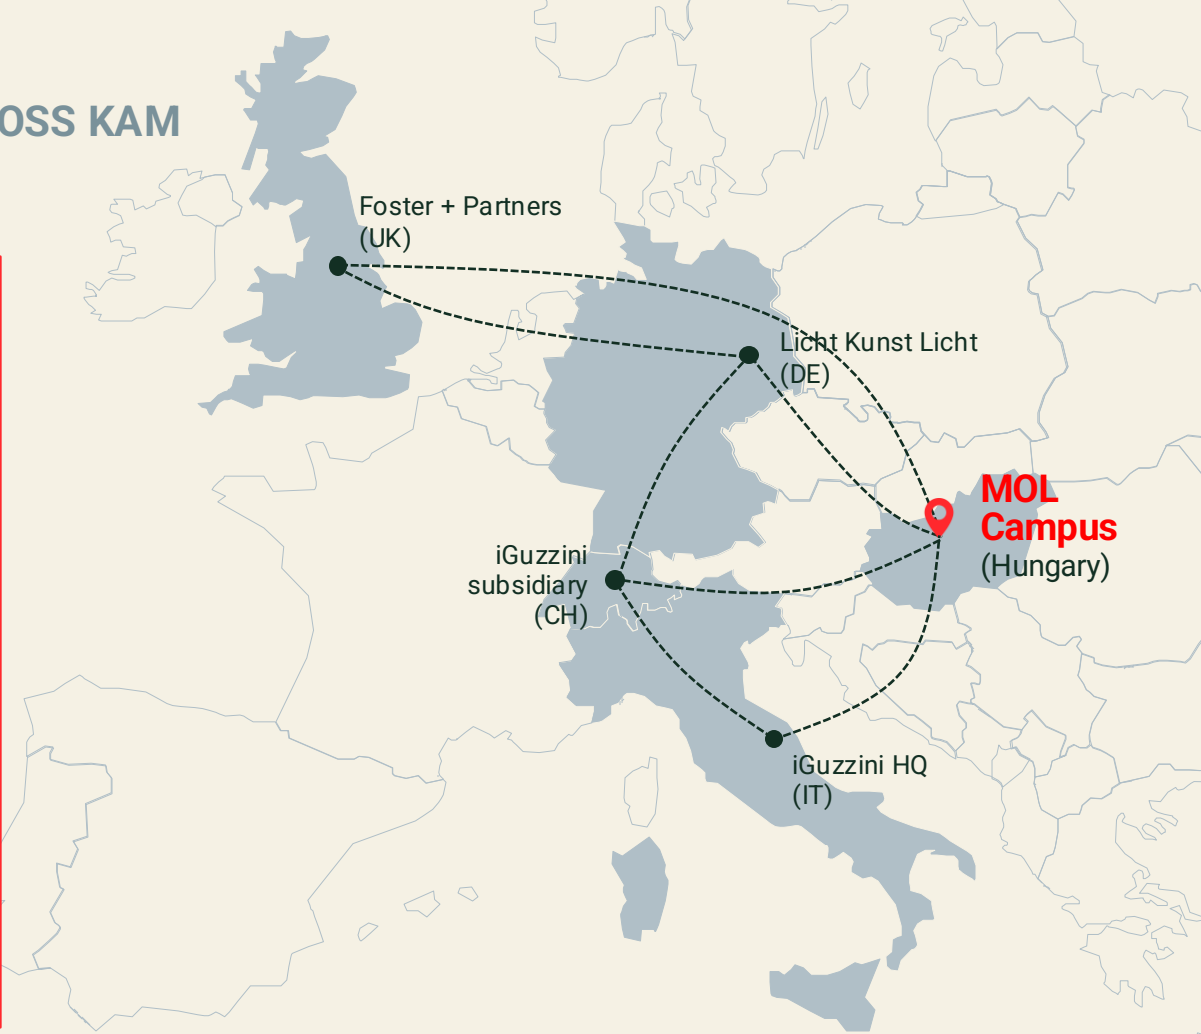 OSS KAM
Foster + Partners
(UK)
Licht Kunst Licht
(DE)
MOL
Campus
(Hungary)
iGuzzini
subsidiary
(CH)
iGuzzini HQ
(IT)